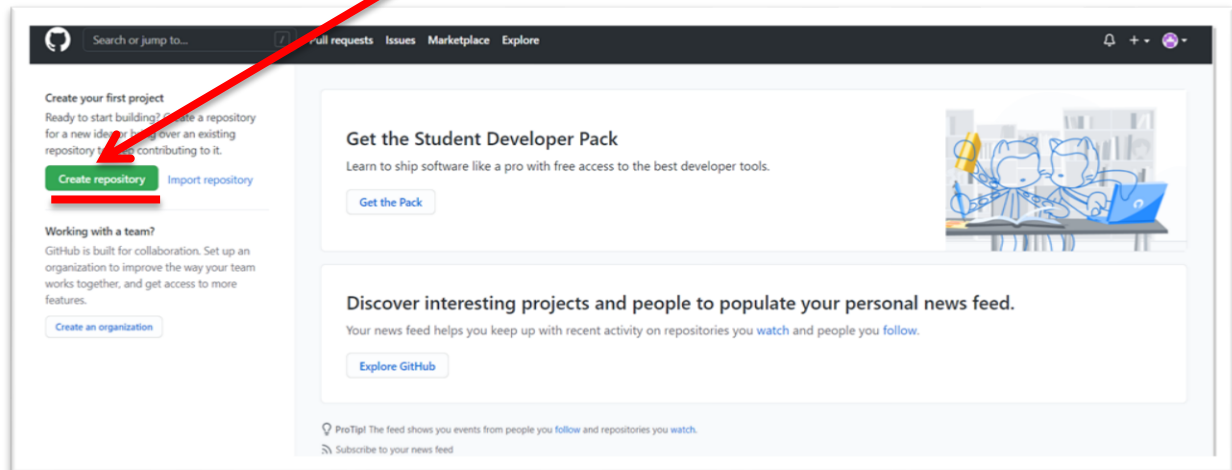 Search or jump to... /
Pull requests Issues Marketplace Explore
Create your first project
Ready to start building? Create a repository
for a new idea or bring over an existing
repository to contributing to it.
Create repository Import repository
Working with a team?
GitHub is built for collaboration. Set up an
organization to improve the way your team
works together, and get access to more
features.
Create an organization
Get the Student Developer Pack
Learn to ship software like a pro with free access to the best developer tools.
Get the Pack
Discover interesting projects and people to populate your personal news feed.
Your news feed helps you keep up with recent activity on repositories you watch and people you follow.
Explore GitHub
ProTip! The feed shows you events from people you follow and repositories you watch.
Subscribe to your news feed